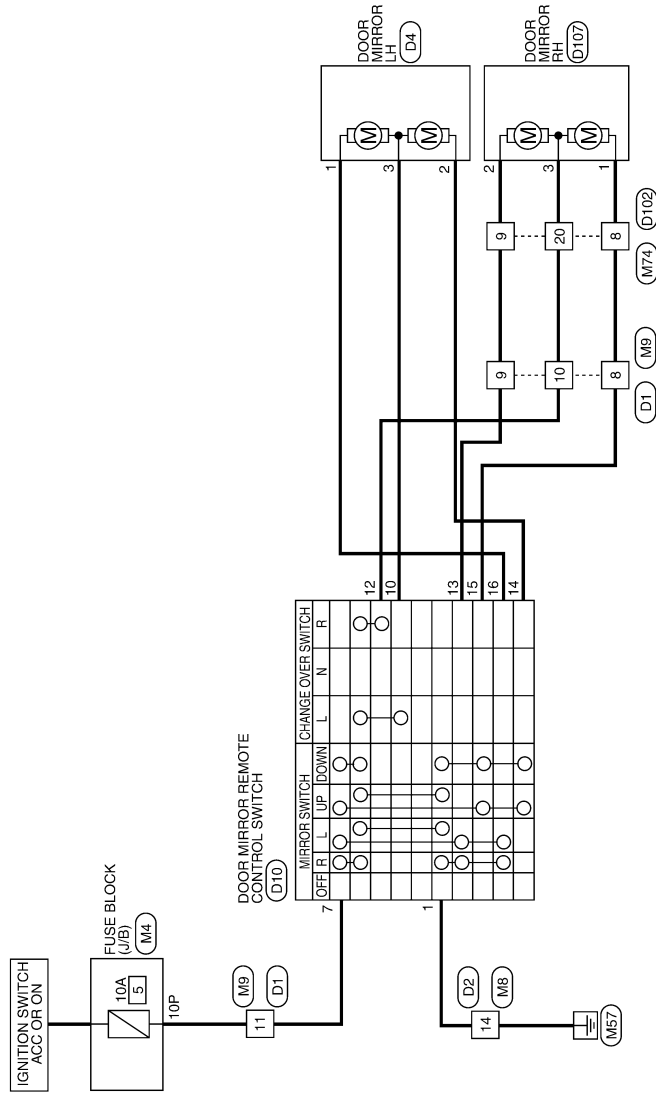 IGNITION SWITCH
ACC OR ON
FUSE BLOCK
(J/B)
M4
10A
5
10P
M9
D1
11
D2
M8
14
M57
DOOR MIRROR REMOTE
CONTROL SWITCH
D10
7
1
MIRROR SWITCH
CHANGE OVER SWITCH
OFF
R
L
UP
DOWN
L
N
R
12
10
13
15
16
14
DOOR
MIRROR
LH
D4
1
3
2
M
M
DOOR
MIRROR
RH
D107
2
3
1
M
M
9
10
8
D1
M9
9
20
8
M74
D102